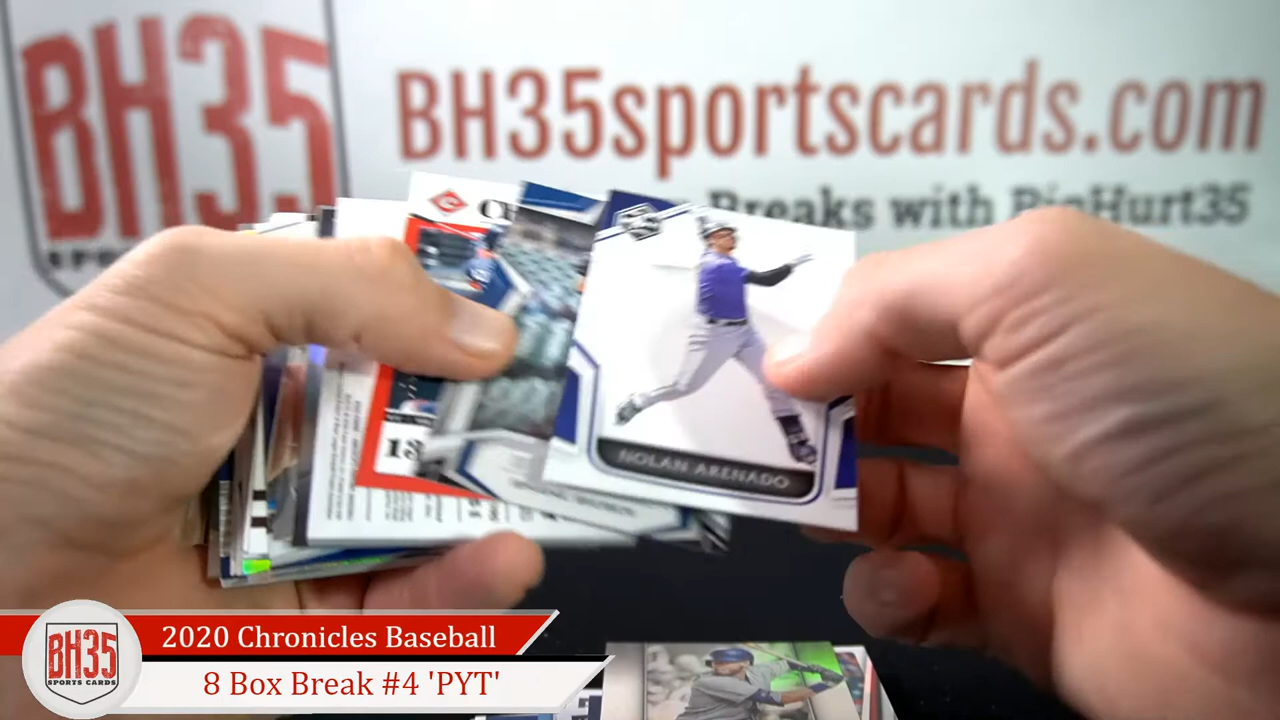 BH35
BH35sportscards.com
Breaks with BigHurt35
NOLAN ARENADO
13
BH35
SPORTS CARDS
2020 Chronicles Baseball
8 Box Break #4 'PYT'